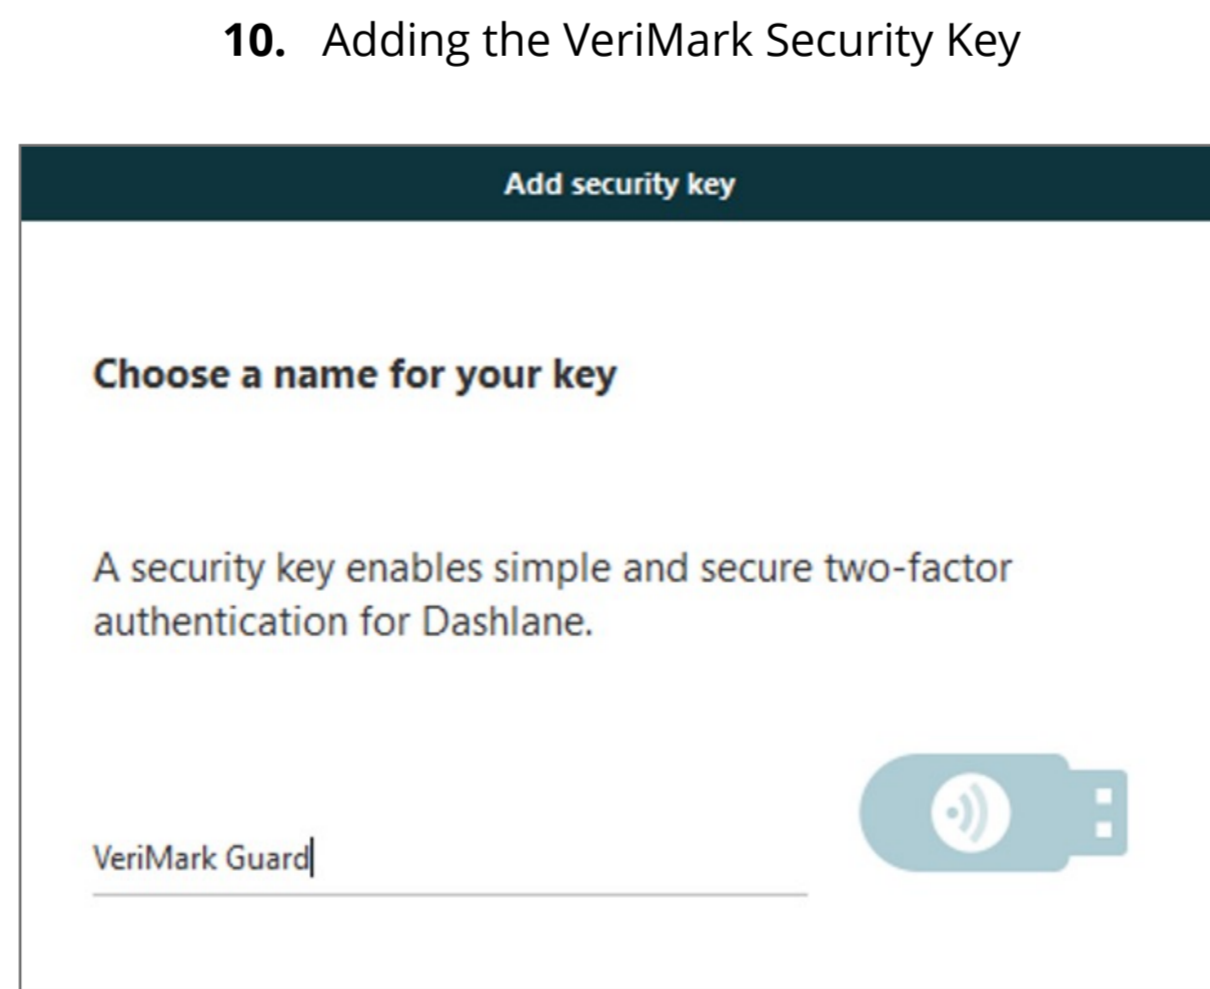 10. Adding the VeriMark Security Key
Add security key
Choose a name for your key
A security key enables simple and secure two-factor
authentication for Dashlane.
VeriMark Guard